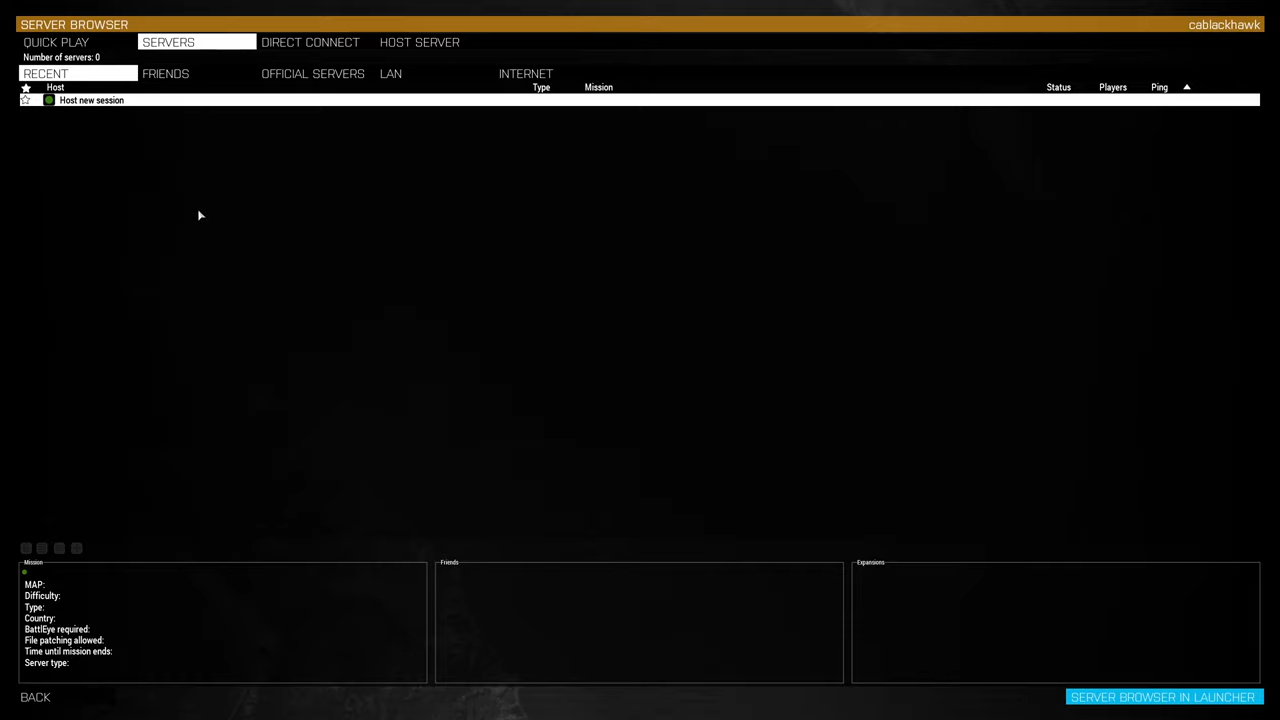 SERVER BROWSER cablackhawk
QUICK PLAY SERVERS DIRECT CONNECT HOST SERVER
Number of servers: 0
RECENT FRIENDS OFFICIAL SERVERS LAN INTERNET
Host Type Mission Status Players Ping
Host new session
Mission Friends Expansions
MAP:
Difficulty:
Type:
Country:
BattlEye required:
File patching allowed:
Time until mission ends:
Server type:
BACK SERVER BROWSER IN LAUNCHER